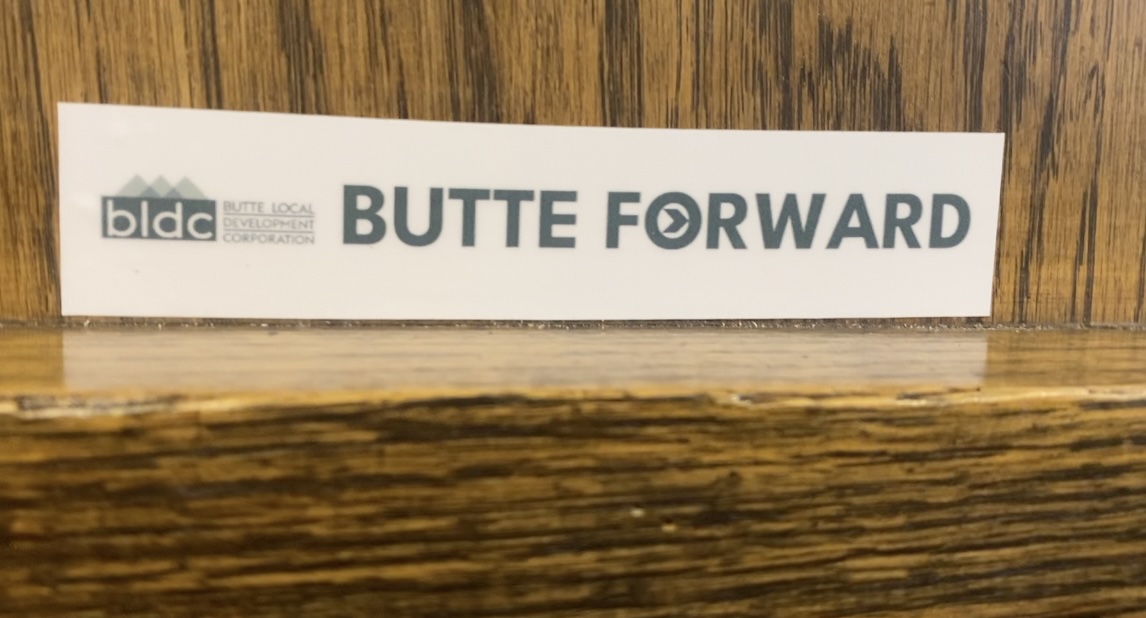 bldc
BUTTE LOCAL
DEVELOPMENT
CORPORATION
BUTTE FORWARD